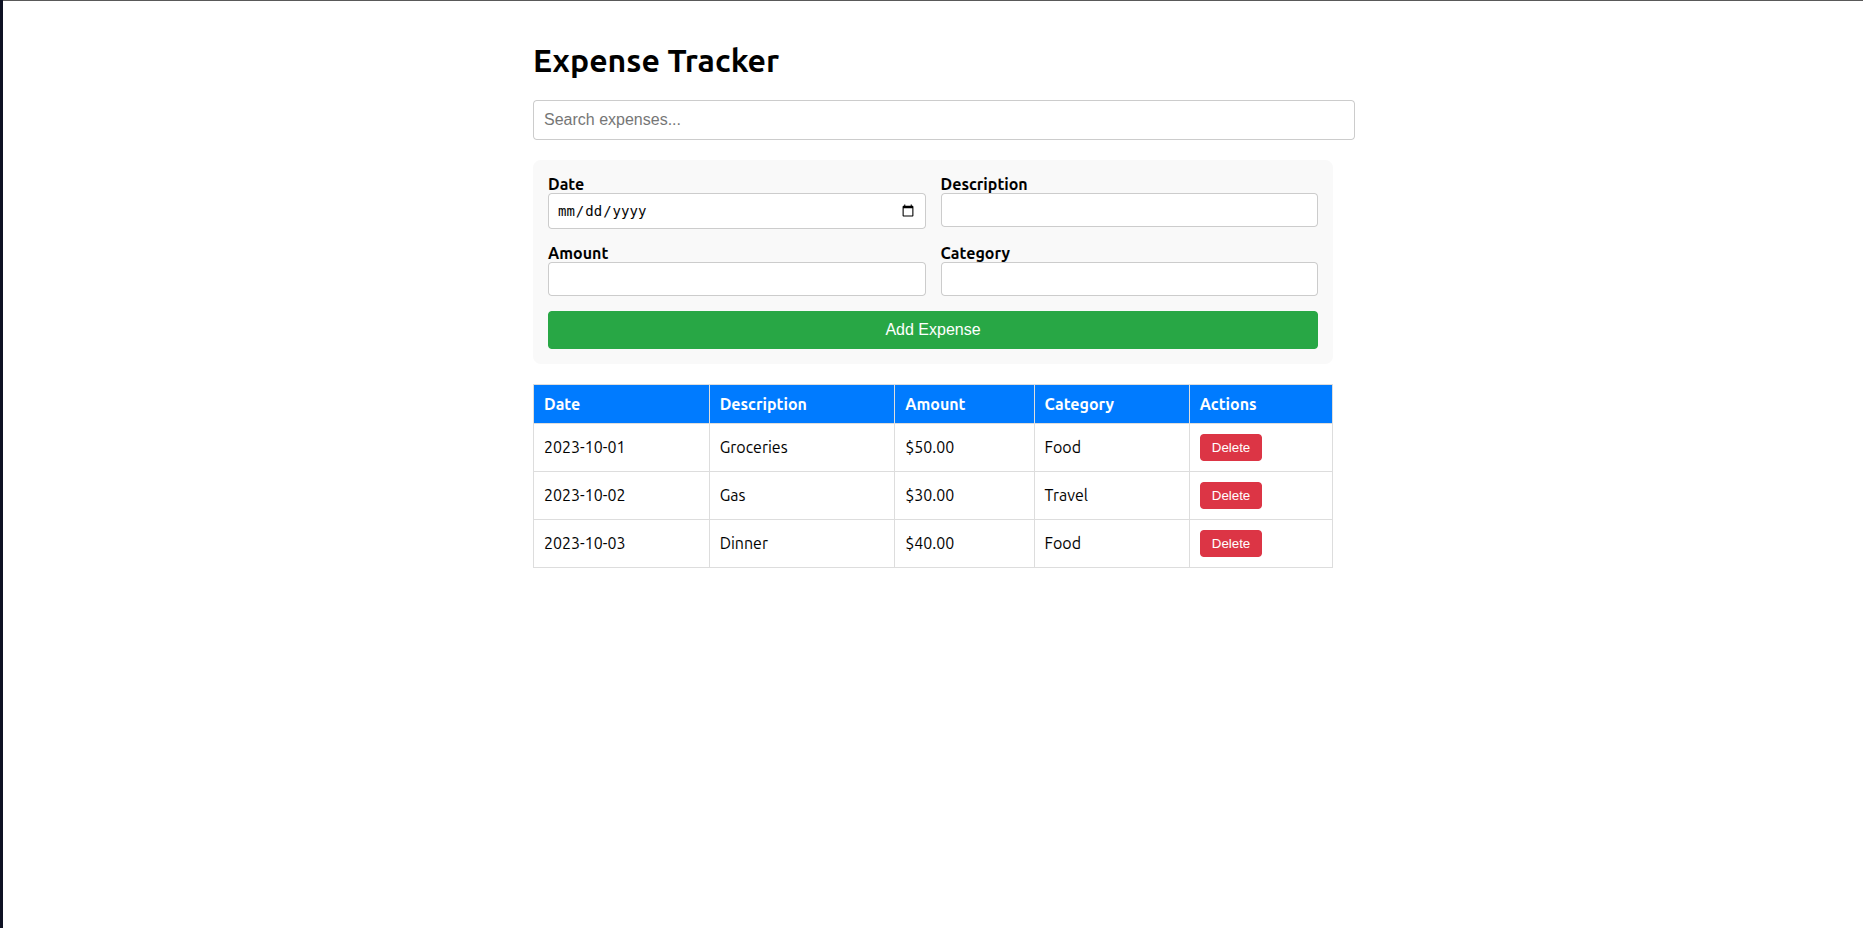 Expense Tracker
Search expenses...
Date Description
mm/dd/yyyy
Amount Category
Add Expense
Date Description Amount Category Actions
2023-10-01 Groceries $50.00 Food Delete
2023-10-02 Gas $30.00 Travel Delete
2023-10-03 Dinner $40.00 Food Delete